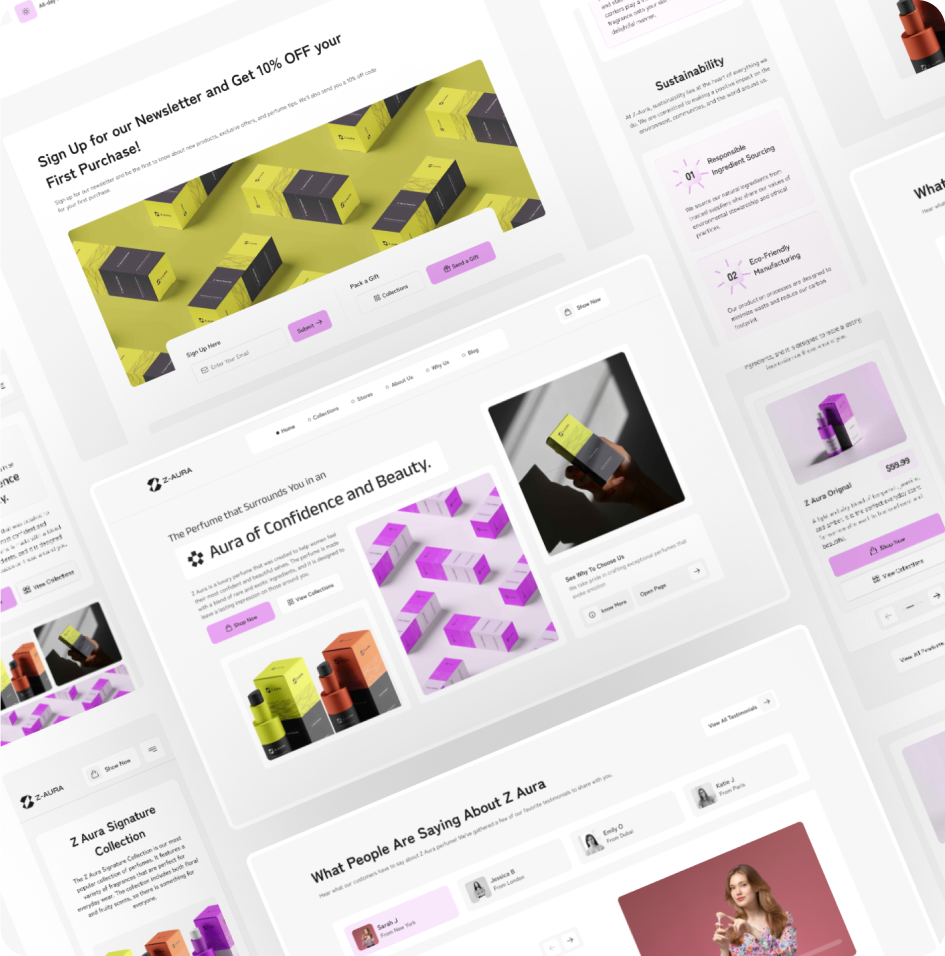 All-day
Sign Up for our Newsletter and Get 10% OFF your
First Purchase!
Sign up for our newsletter and be the first to know about new products, exclusive offers, and perfume tips. We'll also send you a 10% off code
for your first purchase.
Sign Up Here
Enter Your Email
Submit
Pack a Gift
Collections
Send a Gift
Sustainability
At Z-Aura, sustainability lies at the heart of everything we
do. We are committed to making a positive impact on the
environment, communities, and the world around us.
01
Responsible
Ingredient Sourcing
We source our natural ingredients from
trusted suppliers who share our values of
environmental stewardship and ethical
practices.
02
Eco-Friendly
Manufacturing
Our production processes are designed to
minimize waste and reduce our carbon
footprint.
What
Hear what
Z-AURA
Home
Collections
Stores
About Us
Why Us
Blog
Show Now
The Perfume that Surrounds You in an
Aura of Confidence and Beauty.
Z Aura is a luxury perfume that was created to help women feel
their most confident and beautiful selves. The perfume is made
with a blend of rare and exotic ingredients, and it is designed to
leave a lasting impression on those around you.
Shop Now
View Collections
See Why To Choose Us
We take pride in crafting exceptional perfumes that
evoke emotion
know More
Open Page
$59.99
Z Aura Orignal
Shop Now
View Collections
View All Products
View Collections
Z-AURA
Show Now
Z Aura Signature
Collection
The Z Aura Signature Collection is our most
popular collection of perfumes. It features a
variety of fragrances that are perfect for
everyday wear. The collection includes both floral
and fruity scents, so there is something for
everyone.
View All Testimonials
What People Are Saying About Z Aura
Hear what our customers have to say about Z Aura perfume! We've gathered a few of our favorite testimonials to share with you.
Sarah J
From New York
Jessica B
From London
Emily O
From Dubai
Katie J
From Paris